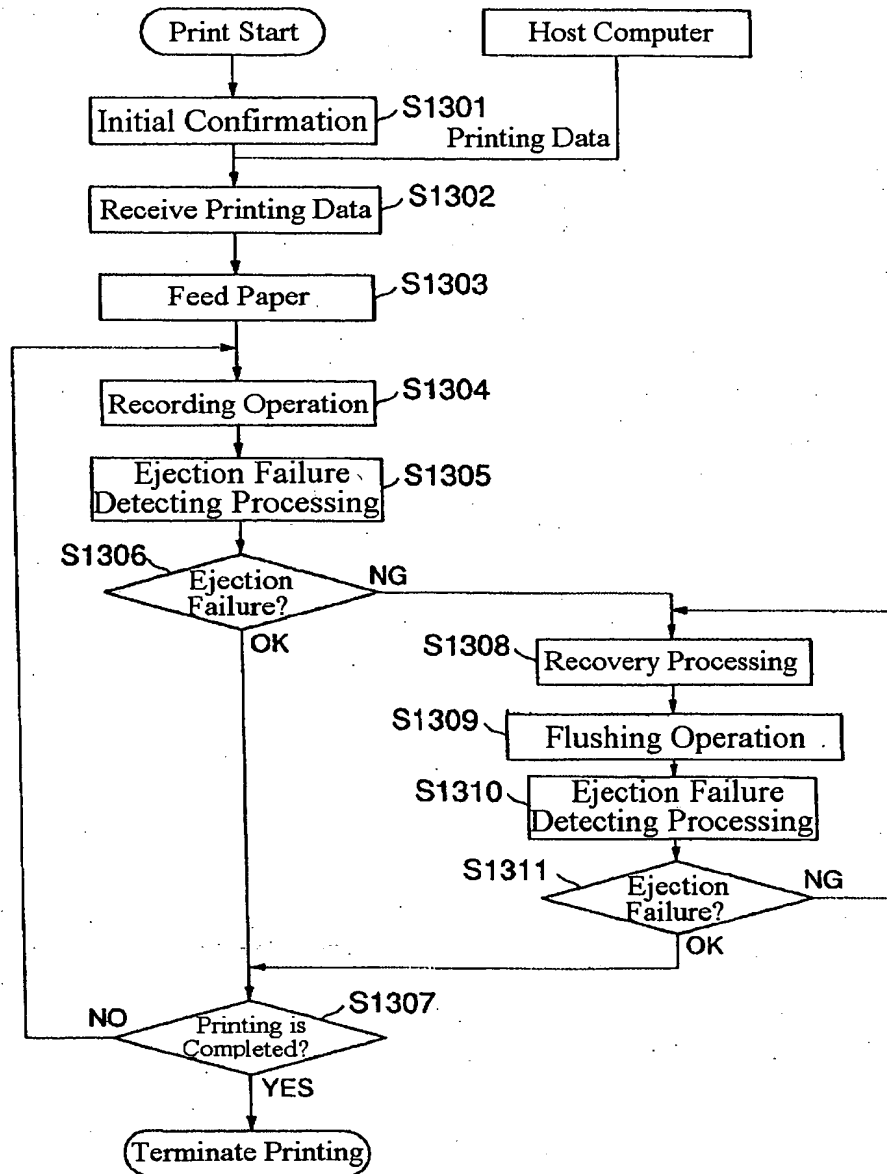 Print Start
Host Computer
Initial Confirmation
S1301
Printing Data
Receive Printing Data
S1302
Feed Paper
S1303
Recording Operation
S1304
Ejection Failure
Detecting Processing
S1305
S1306
Ejection
Failure?
NG
OK
S1308
Recovery Processing
S1309
Flushing Operation
S1310
Ejection Failure
Detecting Processing
S1311
Ejection
Failure?
NG
OK
S1307
NO
Printing is
Completed?
YES
Terminate Printing